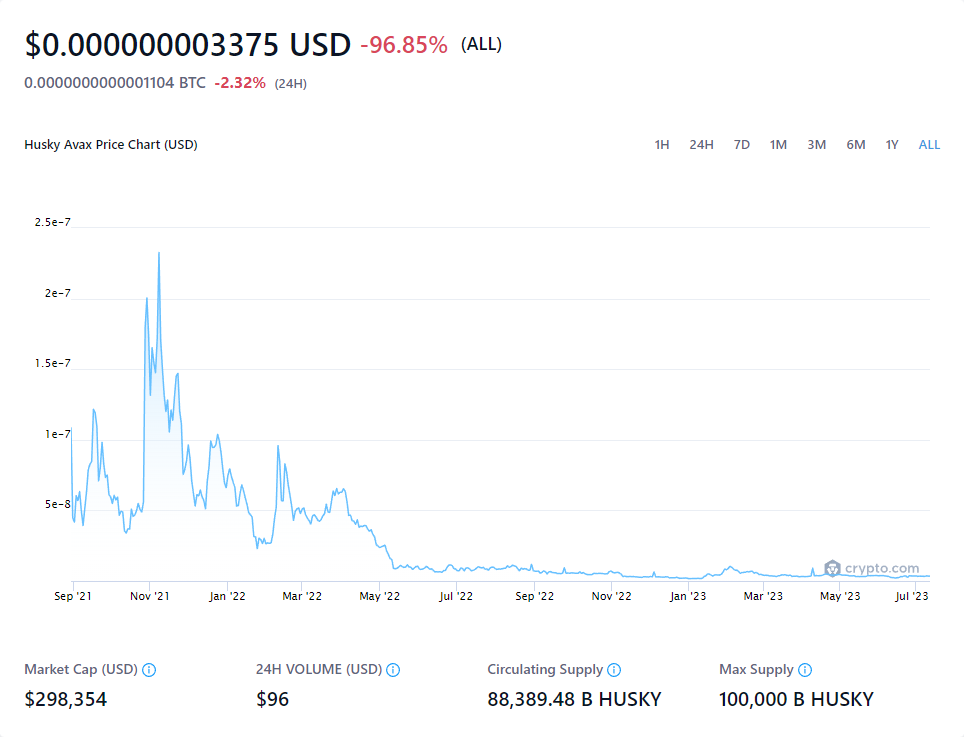 $0.000000003375 USD -96.85% (ALL)
0.0000000000001104 BTC -2.32% (24H)
Husky Avax Price Chart (USD) 1H 24H 7D 1M 3M 6M 1Y ALL
2.5e-7
2e-7
1.5e-7
1e-7
5e-8
crypto.com
Sep '21 Nov '21 Jan '22 Mar '22 May '22 Jul '22 Sep '22 Nov '22 Jan '23 Mar '23 May '23 Jul '23
Market Cap (USD) 24H VOLUME (USD) Circulating Supply Max Supply
$298,354 $96 88,389.48 B HUSKY 100,000 B HUSKY